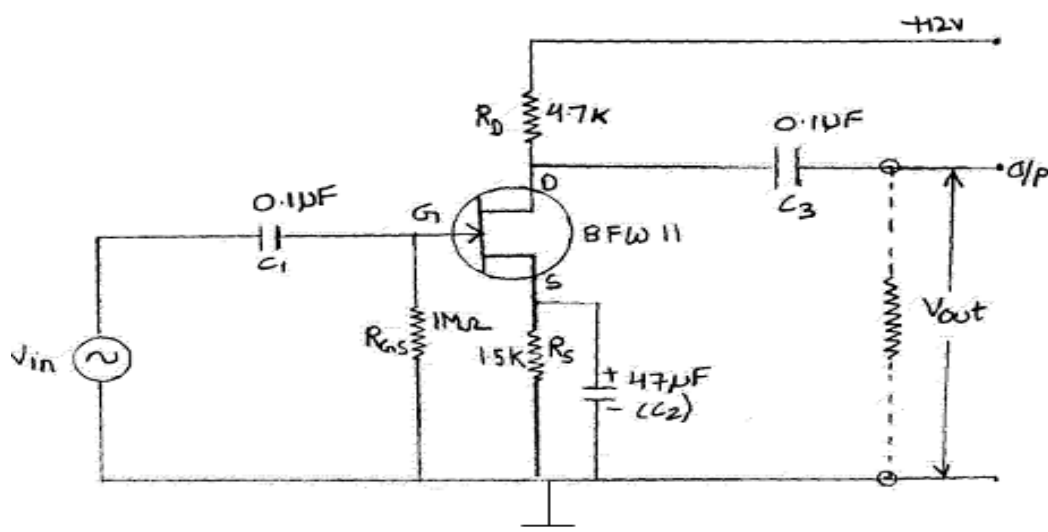 +12V
RD
4.7K
0.1µF
C3
O/P
D
0.1µF
C1
G
BFW 11
S
Vin
RGS
1MΩ
1.5K
RS
+
47µF
-
(C2)
Vout